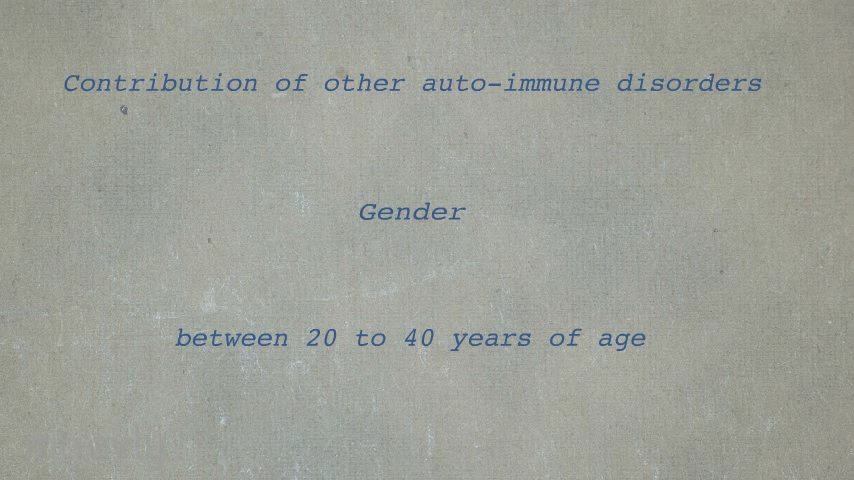 Contribution of other auto-immune disorders
Gender
between 20 to 40 years of age